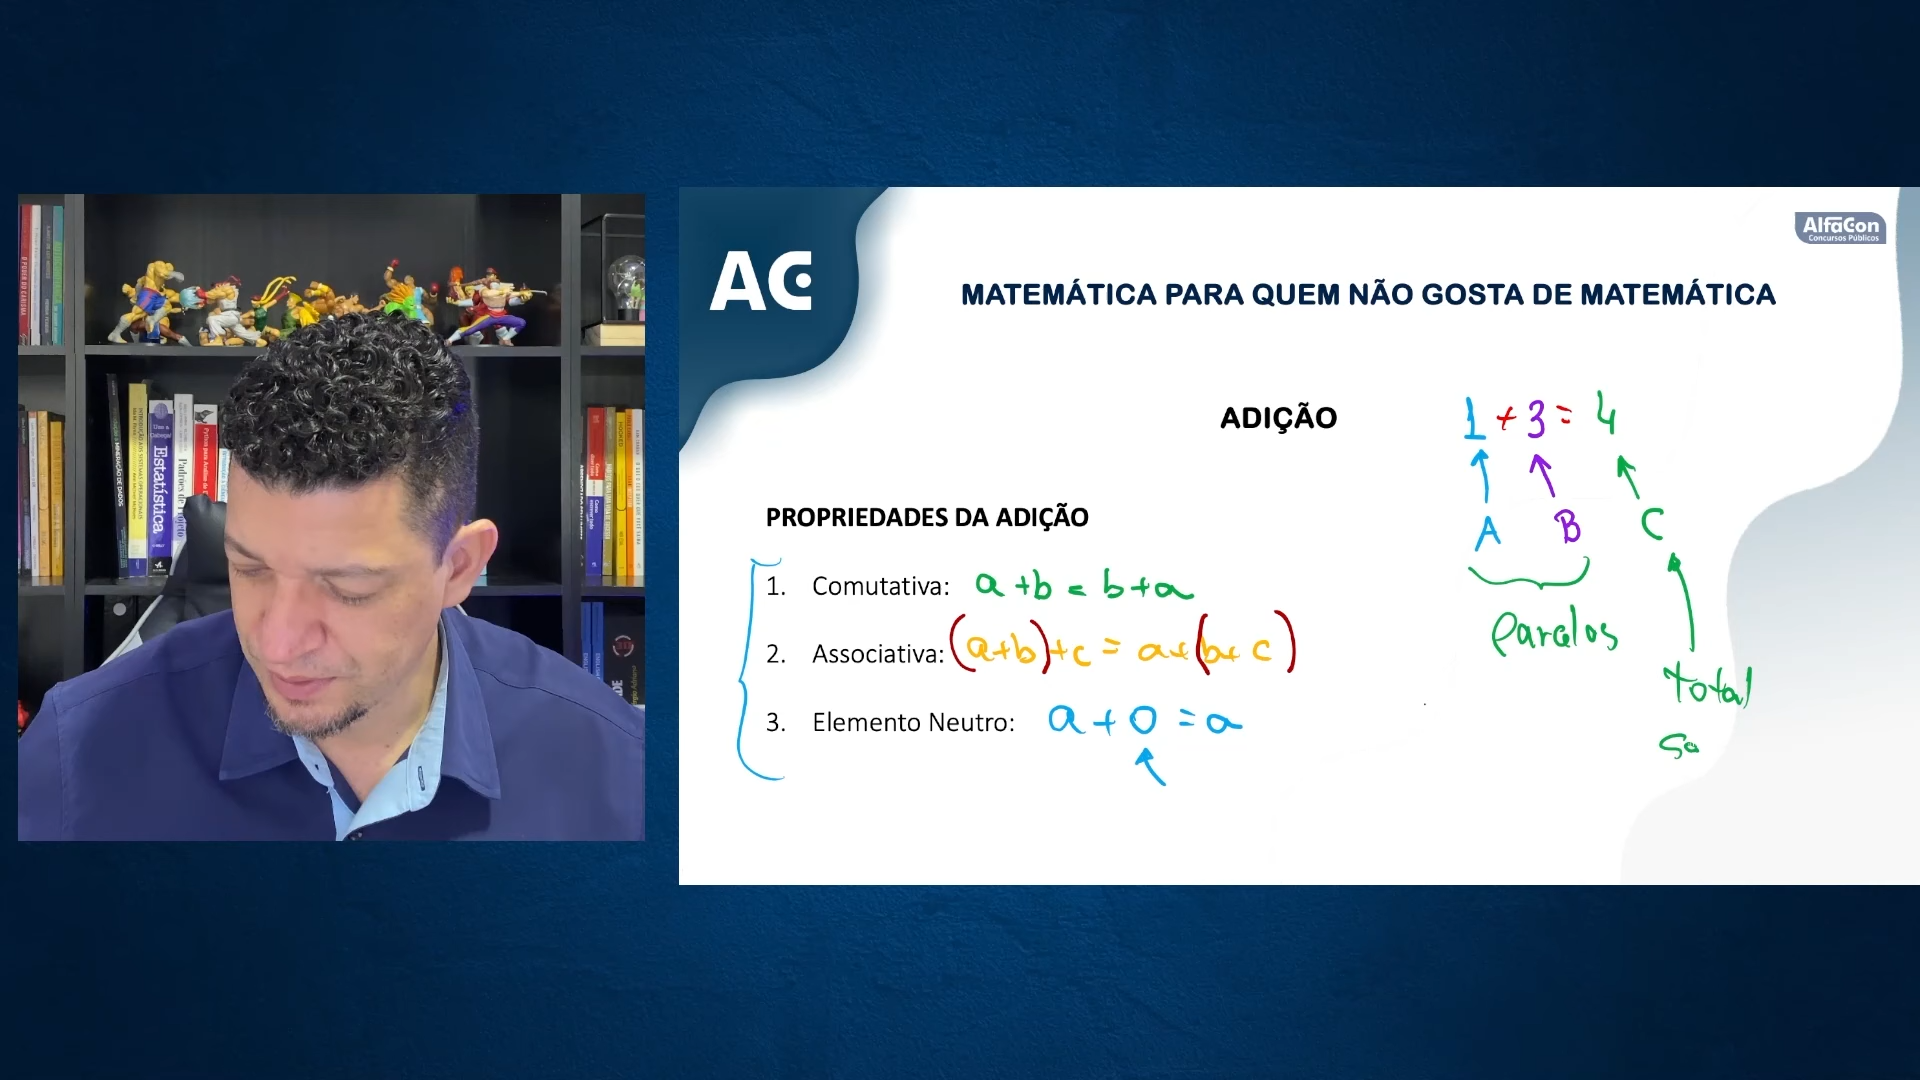 AC
AlfaCon
Concursos Públicos
MATEMÁTICA PARA QUEM NÃO GOSTA DE MATEMÁTICA
ADIÇÃO
1 + 3 = 4
A B C
Parcelas
total
so
PROPRIEDADES DA ADIÇÃO
1. Comutativa: a + b = b + a
2. Associativa: (a+b)+c = a+(b+c)
3. Elemento Neutro: a + 0 = a
Estatística